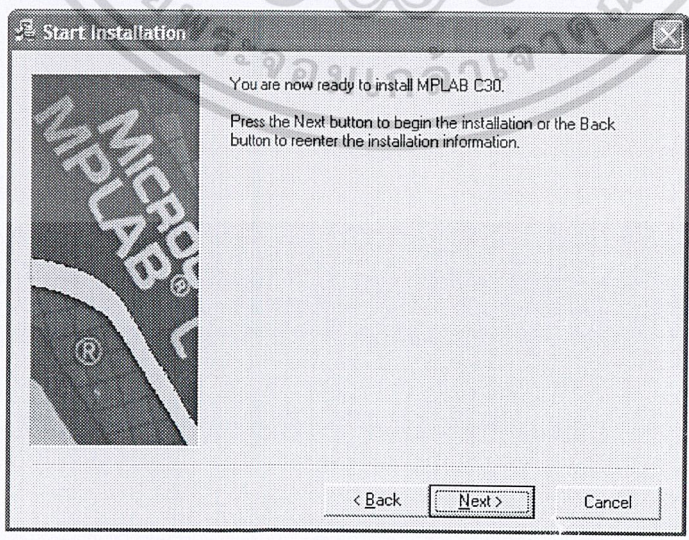 Start Installation
You are now ready to install MPLAB C30.
Press the Next button to begin the installation or the Back
button to reenter the installation information.
MPLAB®
®
< Back
Next >
Cancel